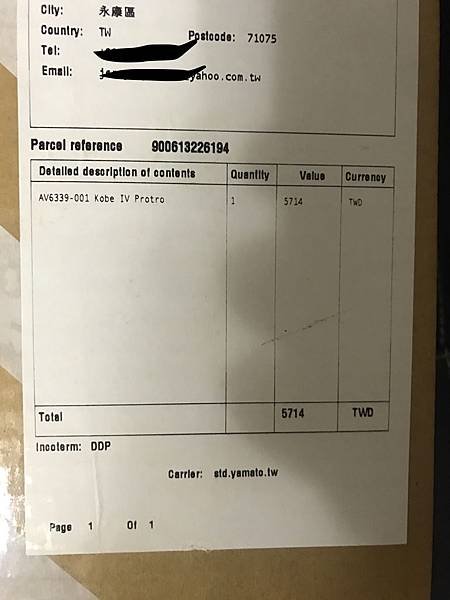 City: 永康區
Country: TW Postcode: 71075
Tel:
Email: yahoo.com.tw
Parcel reference 900613226194
Detailed description of contents Quantity Value Currency
AV6339-001 Kobe IV Protro 1 5714 TWD
Total 5714 TWD
Incoterm: DDP
Carrier: std.yamato.tw
Page 1 Of 1